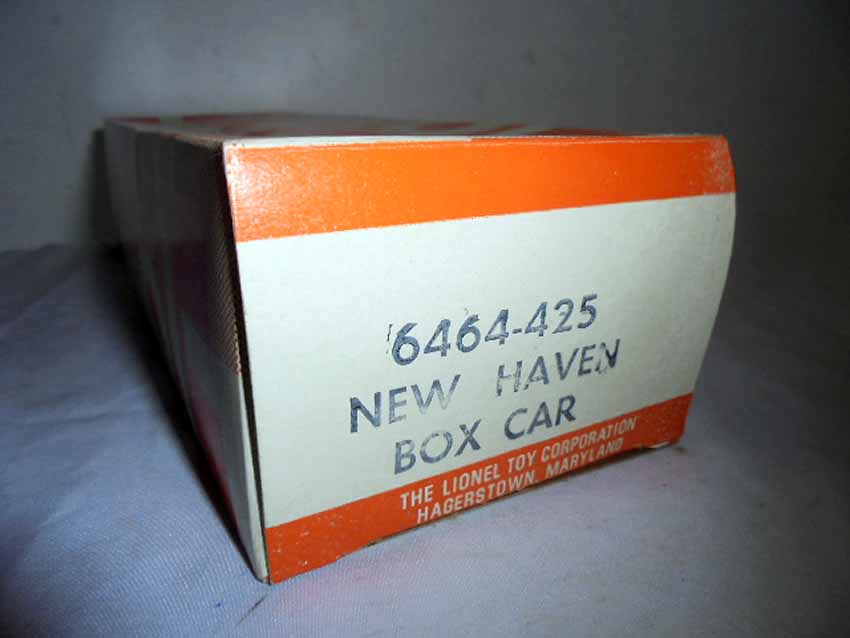 6464-425
NEW HAVEN
BOX CAR
THE LIONEL TOY CORPORATION
HAGERSTOWN, MARYLAND